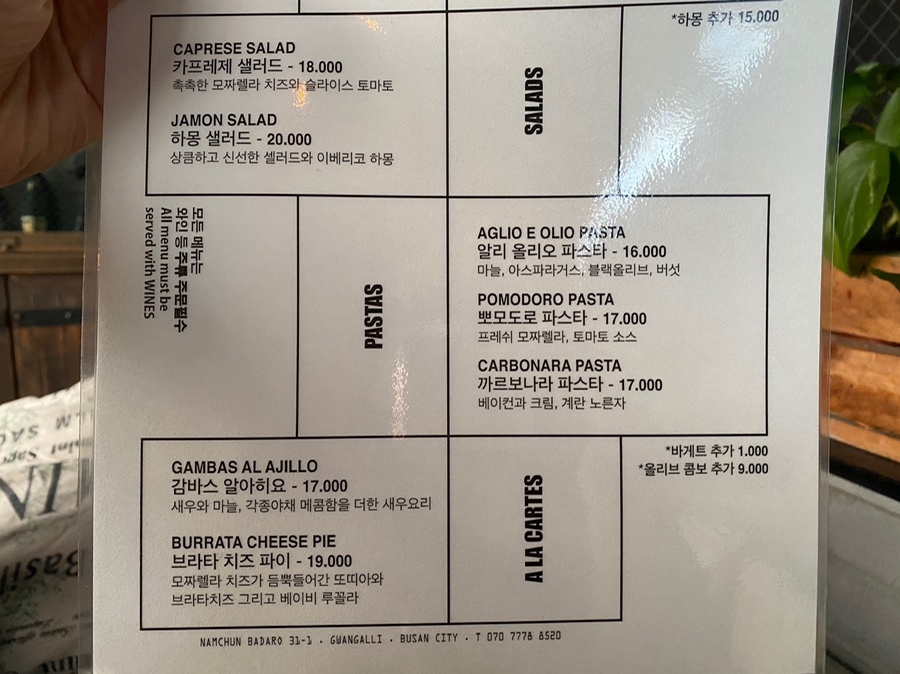 *하몽 추가 15.000
CAPRESE SALAD
카프레제 샐러드 - 18.000
촉촉한 모짜렐라 치즈와 슬라이스 토마토
JAMON SALAD
하몽 샐러드 - 20.000
상큼하고 신선한 셀러드와 이베리코 하몽
SALADS
모든 메뉴는
와인 등 주류 주문필수
All menu must be
served with WINES
PASTAS
AGLIO E OLIO PASTA
알리 올리오 파스타 - 16.000
마늘, 아스파라거스, 블랙올리브, 버섯
POMODORO PASTA
뽀모도로 파스타 - 17.000
프레쉬 모짜렐라, 토마토 소스
CARBONARA PASTA
까르보나라 파스타 - 17.000
베이컨과 크림, 계란 노른자
GAMBAS AL AJILLO
감바스 알아히요 - 17.000
새우와 마늘, 각종야채 메콤함을 더한 새우요리
BURRATA CHEESE PIE
브라타 치즈 파이 - 19.000
모짜렐라 치즈가 듬뿍들어간 또띠아와
브라타치즈 그리고 베이비 루꼴라
A LA CARTES
*바게트 추가 1.000
*올리브 콤보 추가 9.000
NAMCHUN BADARO 31-1 . GWANGALLI . BUSAN CITY . T 070 7778 8520